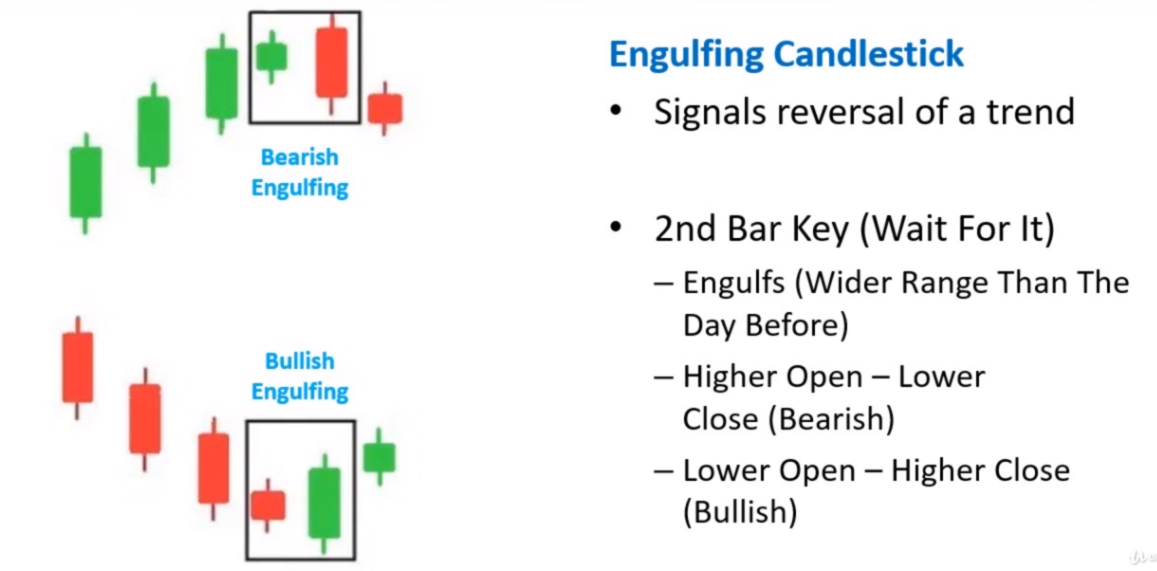 Bearish
Engulfing
Bullish
Engulfing
Engulfing Candlestick
• Signals reversal of a trend
• 2nd Bar Key (Wait For It)
– Engulfs (Wider Range Than The
Day Before)
– Higher Open – Lower
Close (Bearish)
– Lower Open – Higher Close
(Bullish)